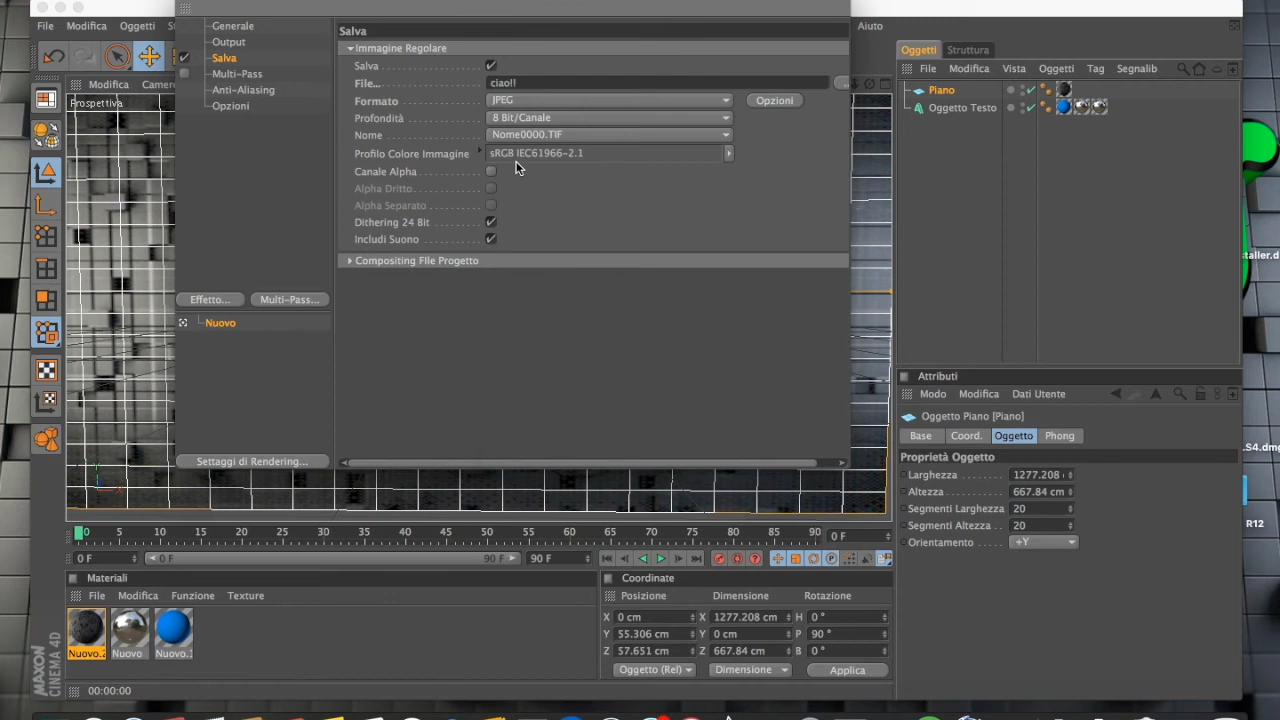 File Modifica Oggetti Aiuto
Modifica
Prospettiva
Generale
Output
Salva
Multi-Pass
Anti-Aliasing
Opzioni
Effetto... Multi-Pass...
Nuovo
Settaggi di Rendering...
Salva
Immagine Regolare
Salva
File... ciaoll
Formato JPEG Opzioni
Profondità 8 Bit/Canale
Nome Nome0000.TIF
Profilo Colore Immagine sRGB IEC61966-2.1
Canale Alpha
Alpha Dritto
Alpha Separato
Dithering 24 Bit
Includi Suono
Compositing FIle Progetto
Oggetti Struttura
File Modifica Vista Oggetti Tag Segnalib
Piano
Oggetto Testo
Attributi
Modo Modifica Dati Utente
Oggetto Piano [Piano]
Base Coord. Oggetto Phong
Proprietà Oggetto
Larghezza 1277.208
Altezza 667.84 cm
Segmenti Larghezza 20
Segmenti Altezza 20
Orientamento +Y
staller.d
.S4.dmg
R12
Y
X
0 5 10 15 20 25 30 35 40 45 50 55 60 65 70 75 80 85 90 0 F
0 F 0 F 90 F 90 F
Materiali
File Modifica Funzione Texture
Nuovo.2 Nuovo Nuovo.1
Coordinate
Posizione Dimensione Rotazione
X 0 cm X 1277.208 cm H 0 °
Y 55.306 cm Y 0 cm P 90 °
Z 57.651 cm Z 667.84 cm B 0 °
Oggetto (Rel) Dimensione Applica
MAXON
CINEMA 4D
00:00:00